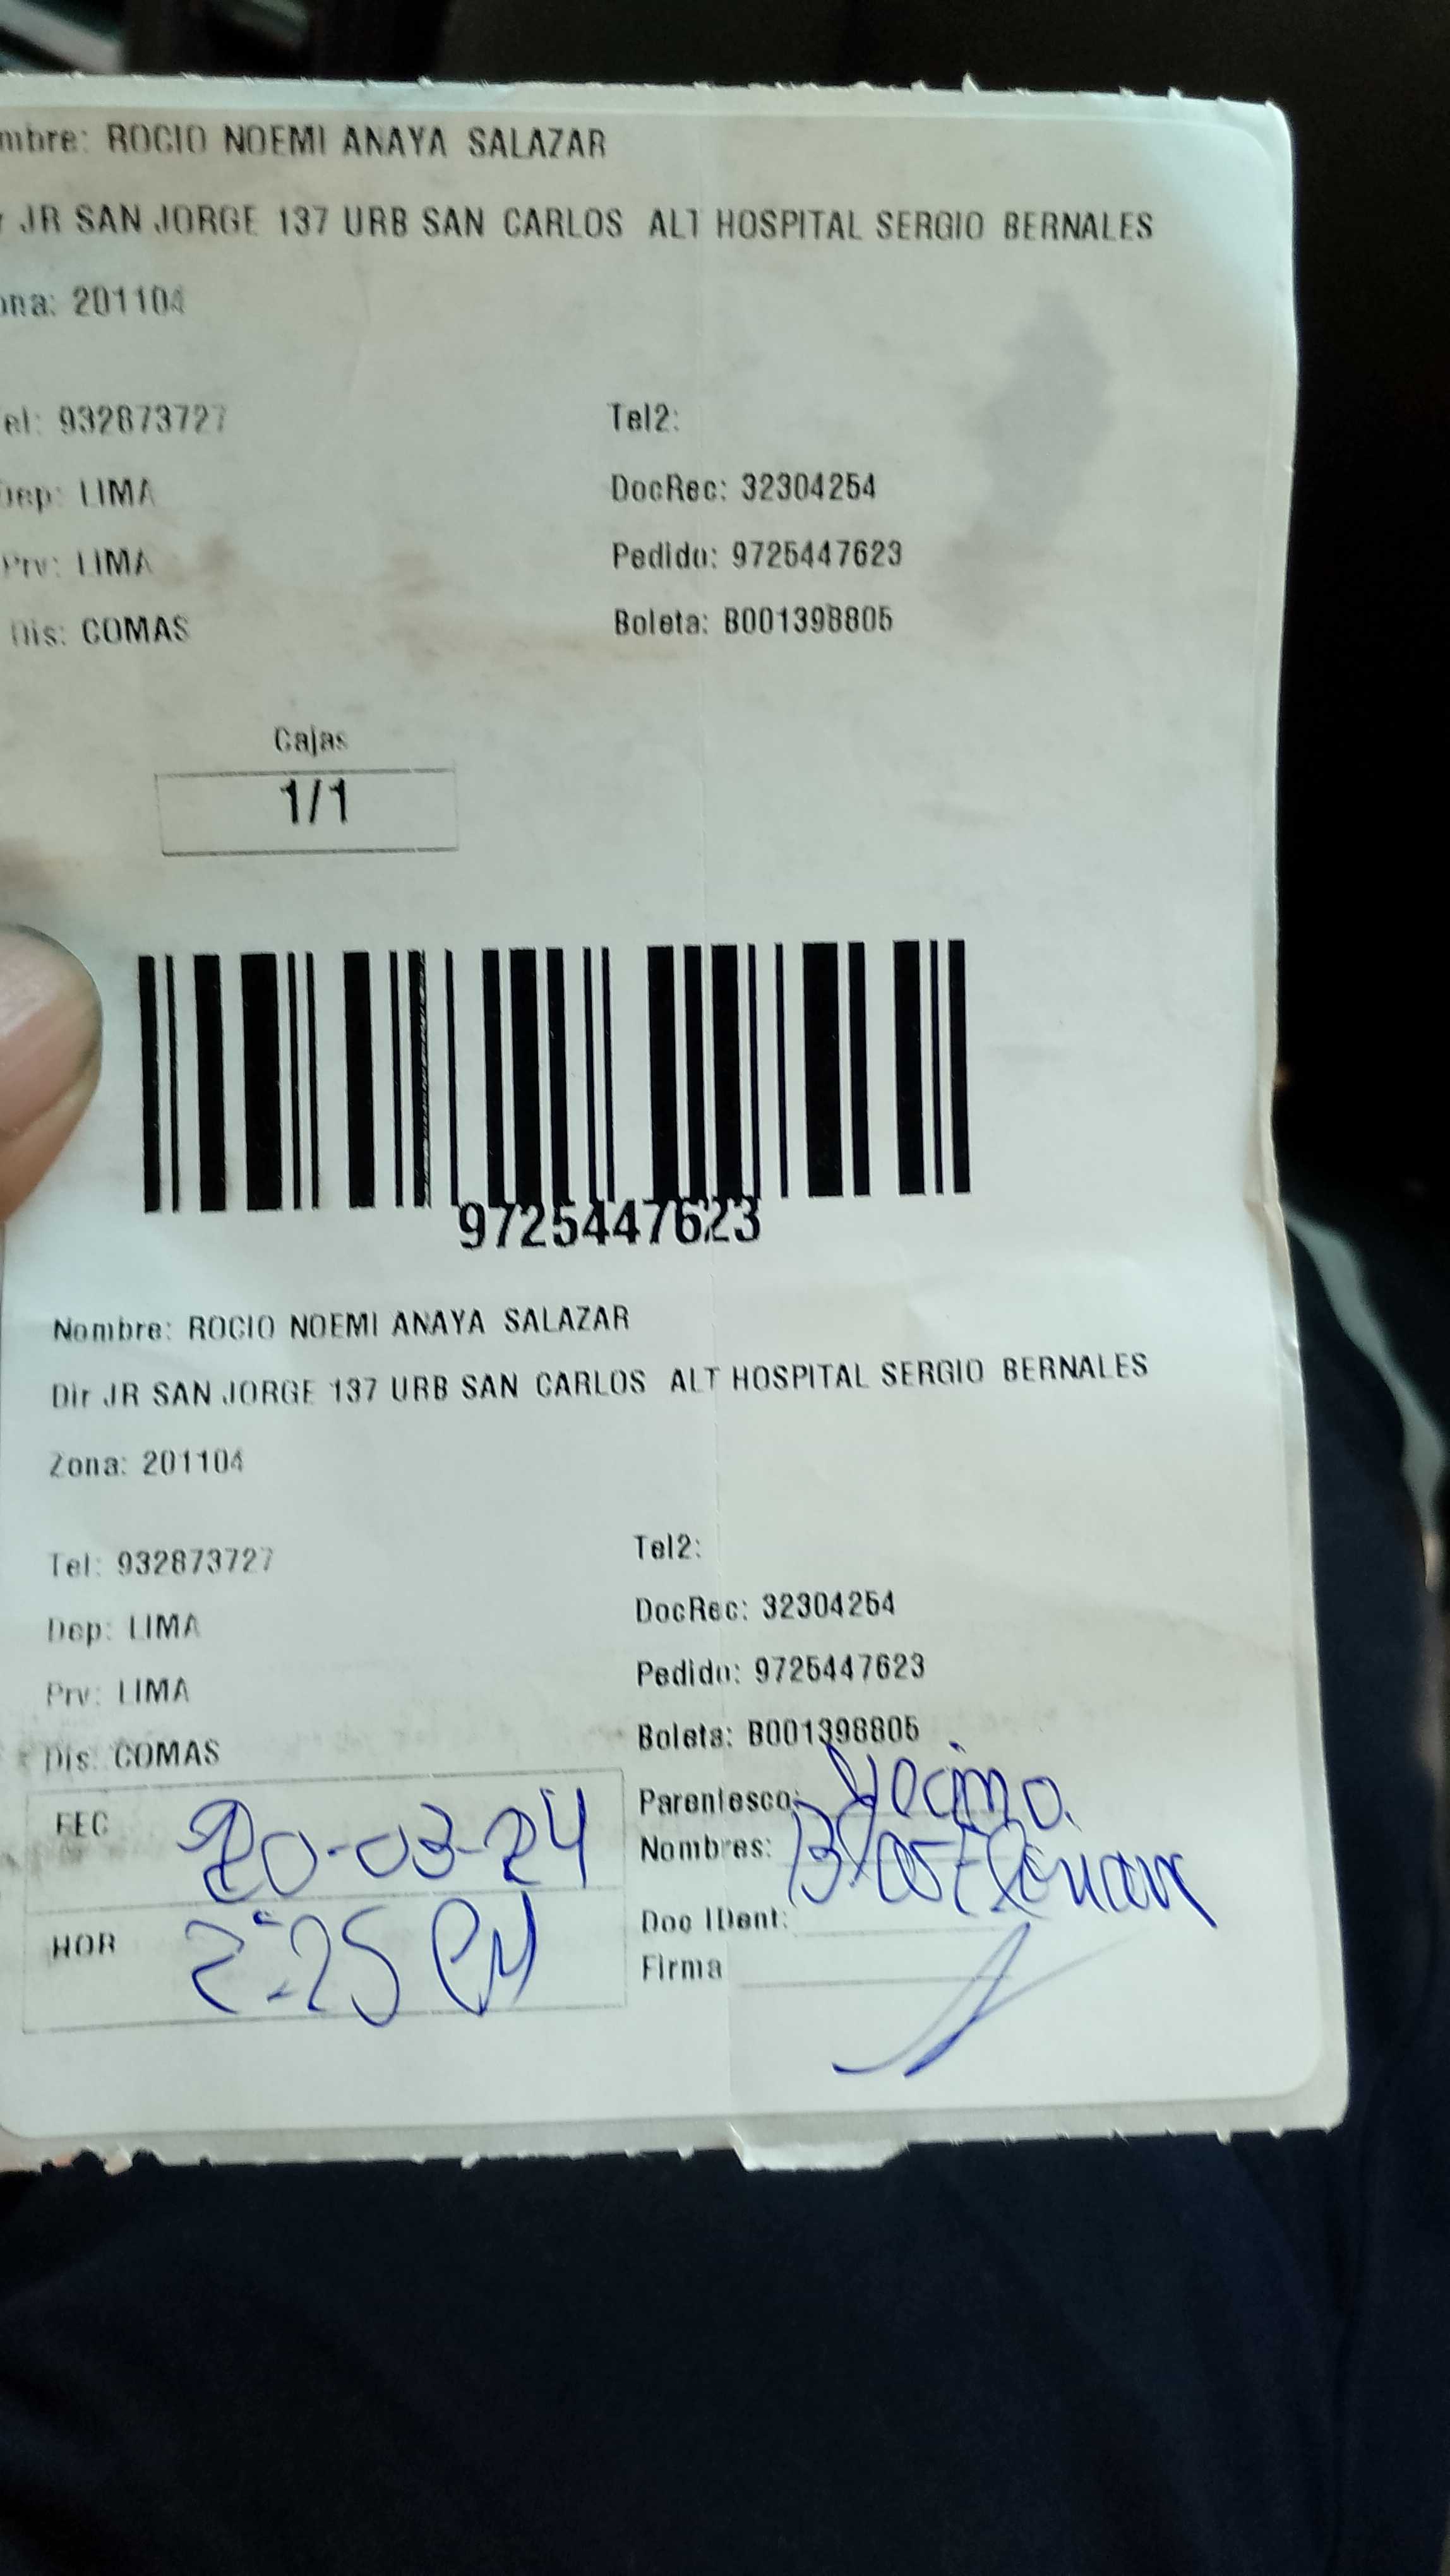 mbre: ROCIO NOEMI ANAYA SALAZAR
r JR SAN JORGE 137 URB SAN CARLOS ALT HOSPITAL SERGIO BERNALES
ona: 201104
Tel: 932873727 Tel2:
Dep: LIMA DocRec: 32304254
Prv: LIMA Pedido: 9725447623
Dis: COMAS Boleta: B001398805
Cajas
1/1
9725447623
Nombre: ROCIO NOEMI ANAYA SALAZAR
Dir JR SAN JORGE 137 URB SAN CARLOS ALT HOSPITAL SERGIO BERNALES
Zona: 201104
Tel: 932873727 Tel2:
Dep: LIMA DocRec: 32304254
Prv: LIMA Pedido: 9725447623
Dis: COMAS Boleta: B001398805
FEC 20-03-24 Parentesco: Vecino.
Nombres:
HOR 2:25 PM Doc IDent:
Firma